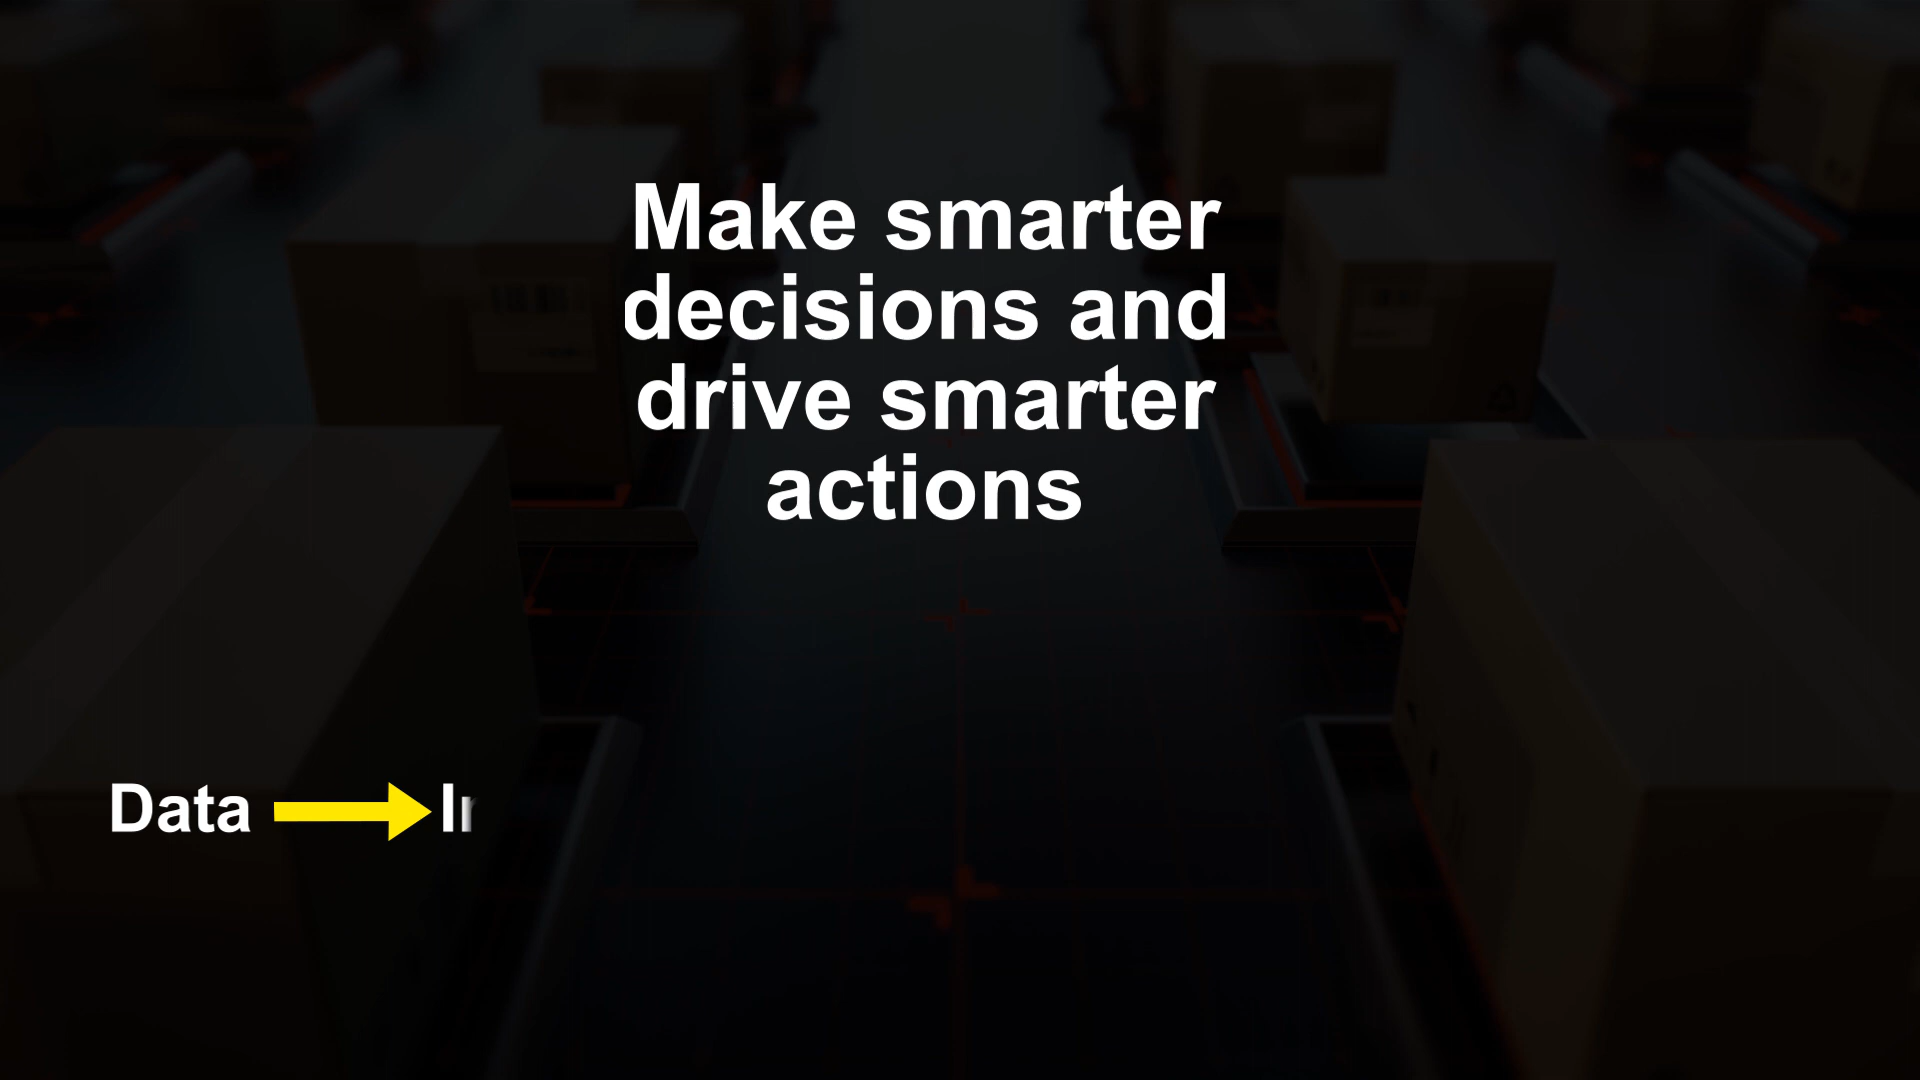 Make smarter
decisions and
drive smarter
actions
Data